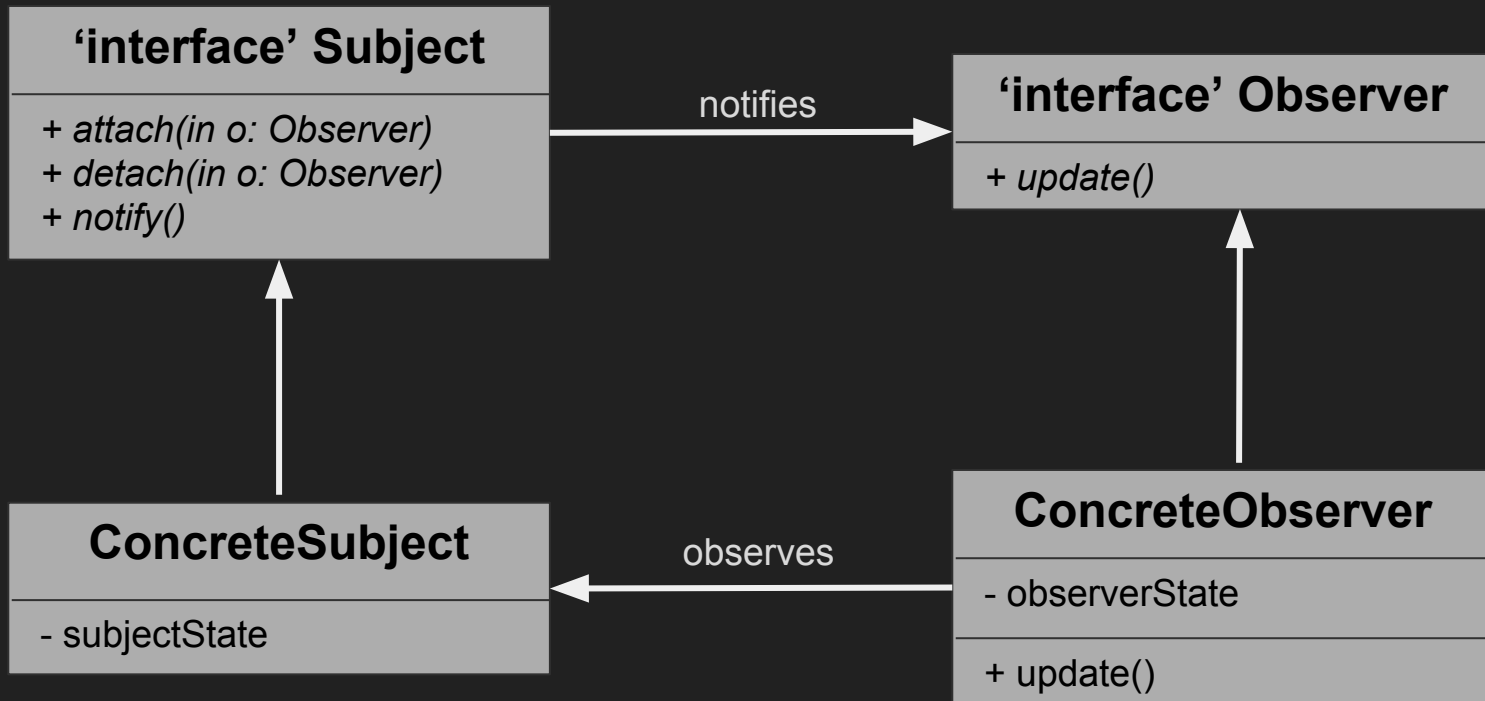 ‘interface’ Subject
+ attach(in o: Observer)
+ detach(in o: Observer)
+ notify()
notifies
‘interface’ Observer
+ update()
ConcreteSubject
- subjectState
observes
ConcreteObserver
- observerState
+ update()